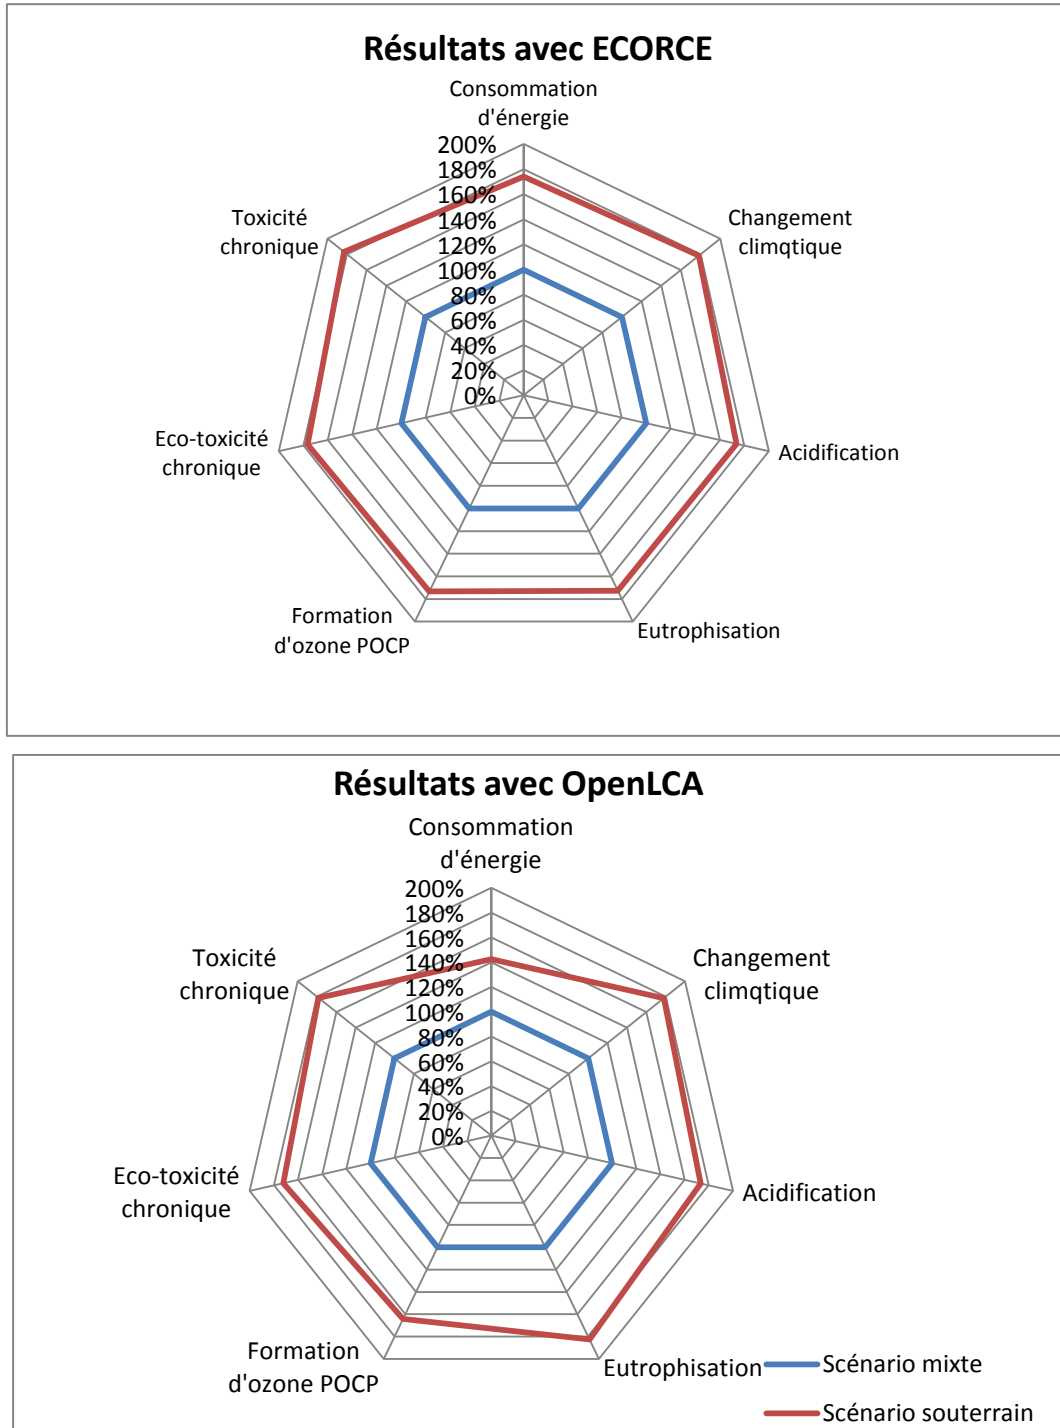 Résultats avec ECORCE
Consommation
d'énergie
200%
180%
160%
140%
120%
100%
80%
60%
40%
20%
0%
Changement
climqtique
Acidification
Eutrophisation
Formation
d'ozone POCP
Eco-toxicité
chronique
Toxicité
chronique
Résultats avec OpenLCA
Consommation
d'énergie
200%
180%
160%
140%
120%
100%
80%
60%
40%
20%
0%
Changement
climqtique
Acidification
Eutrophisation
Formation
d'ozone POCP
Eco-toxicité
chronique
Toxicité
chronique
Scénario mixte
Scénario souterrain